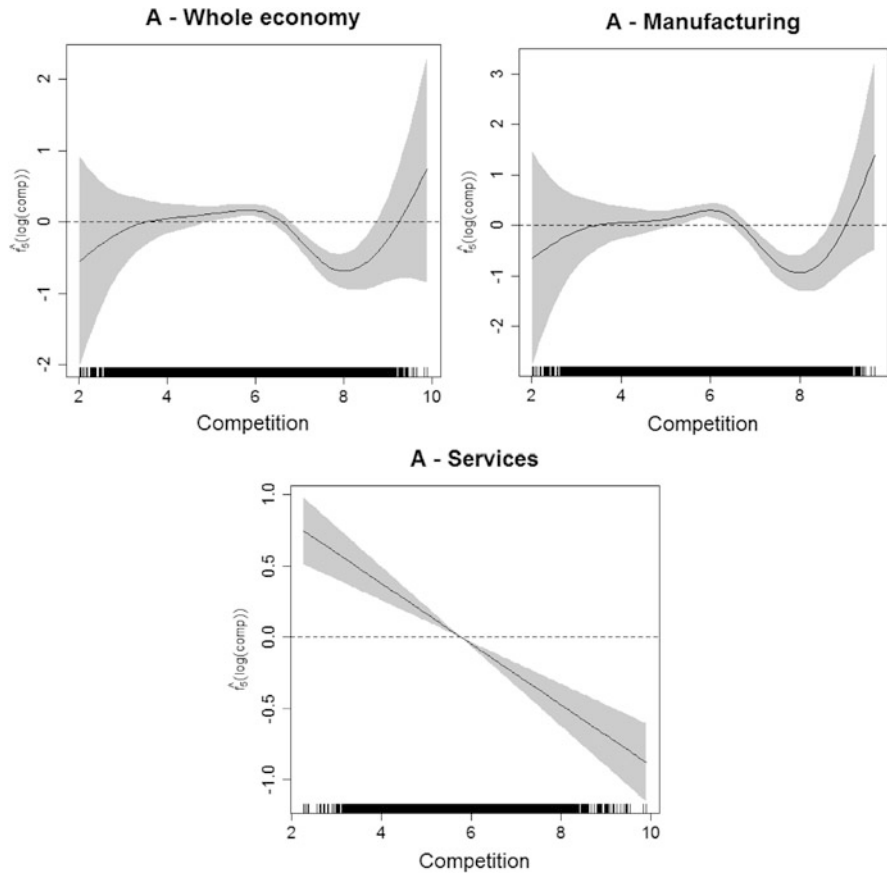 A - Whole economy
2
1
0
-1
-2
f̂₅(log(comp))
2 4 6 8 10
Competition
A - Manufacturing
3
2
1
0
-1
-2
f̂₅(log(comp))
2 4 6 8
Competition
A - Services
1.0
0.5
0.0
-0.5
-1.0
f̂₅(log(comp))
2 4 6 8 10
Competition